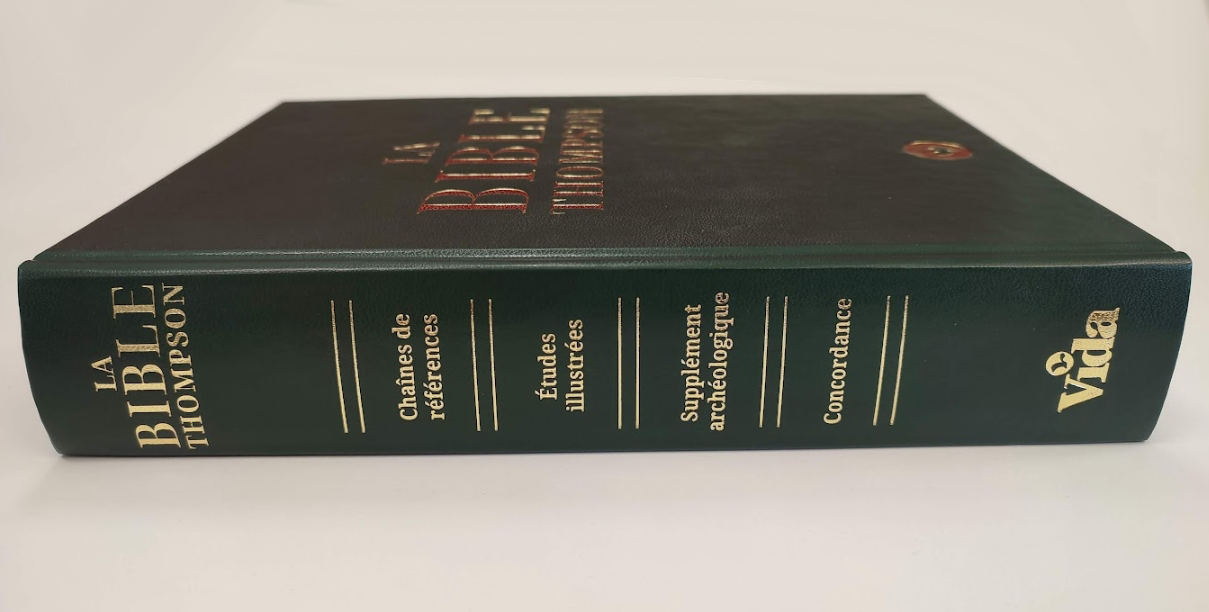 LA
BIBLE
THOMPSON
LA
BIBLE
THOMPSON
Chaînes de
références
Études
illustrées
Supplément
archéologique
Concordance
Vida